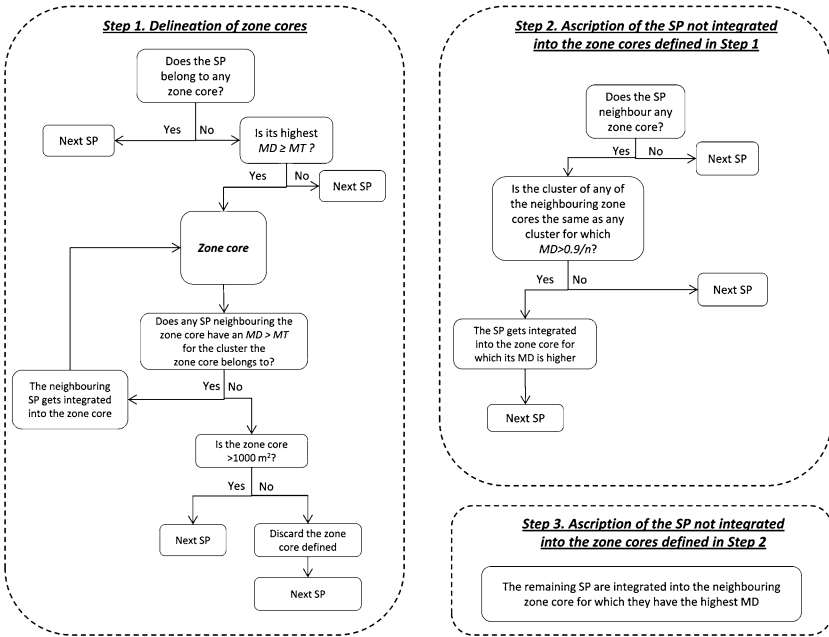 Step 1. Delineation of zone cores
Does the SP
belong to any
zone core?
Yes
No
Next SP
Is its highest
MD ≥ MT ?
Yes
No
Next SP
Zone core
Does any SP neighbouring the
zone core have an MD > MT
for the cluster the
zone core belongs to?
Yes
No
The neighbouring
SP gets integrated
into the zone core
Is the zone core
>1000 m²?
Yes
No
Next SP
Discard the zone
core defined
Next SP
Step 2. Ascription of the SP not integrated
into the zone cores defined in Step 1
Does the SP
neighbour any
zone core?
Yes
No
Next SP
Is the cluster of any of
the neighbouring zone
cores the same as any
cluster for which
MD>0.9/n?
Yes
No
Next SP
The SP gets integrated
into the zone core for
which its MD is higher
Next SP
Step 3. Ascription of the SP not integrated
into the zone cores defined in Step 2
The remaining SP are integrated into the neighbouring
zone core for which they have the highest MD